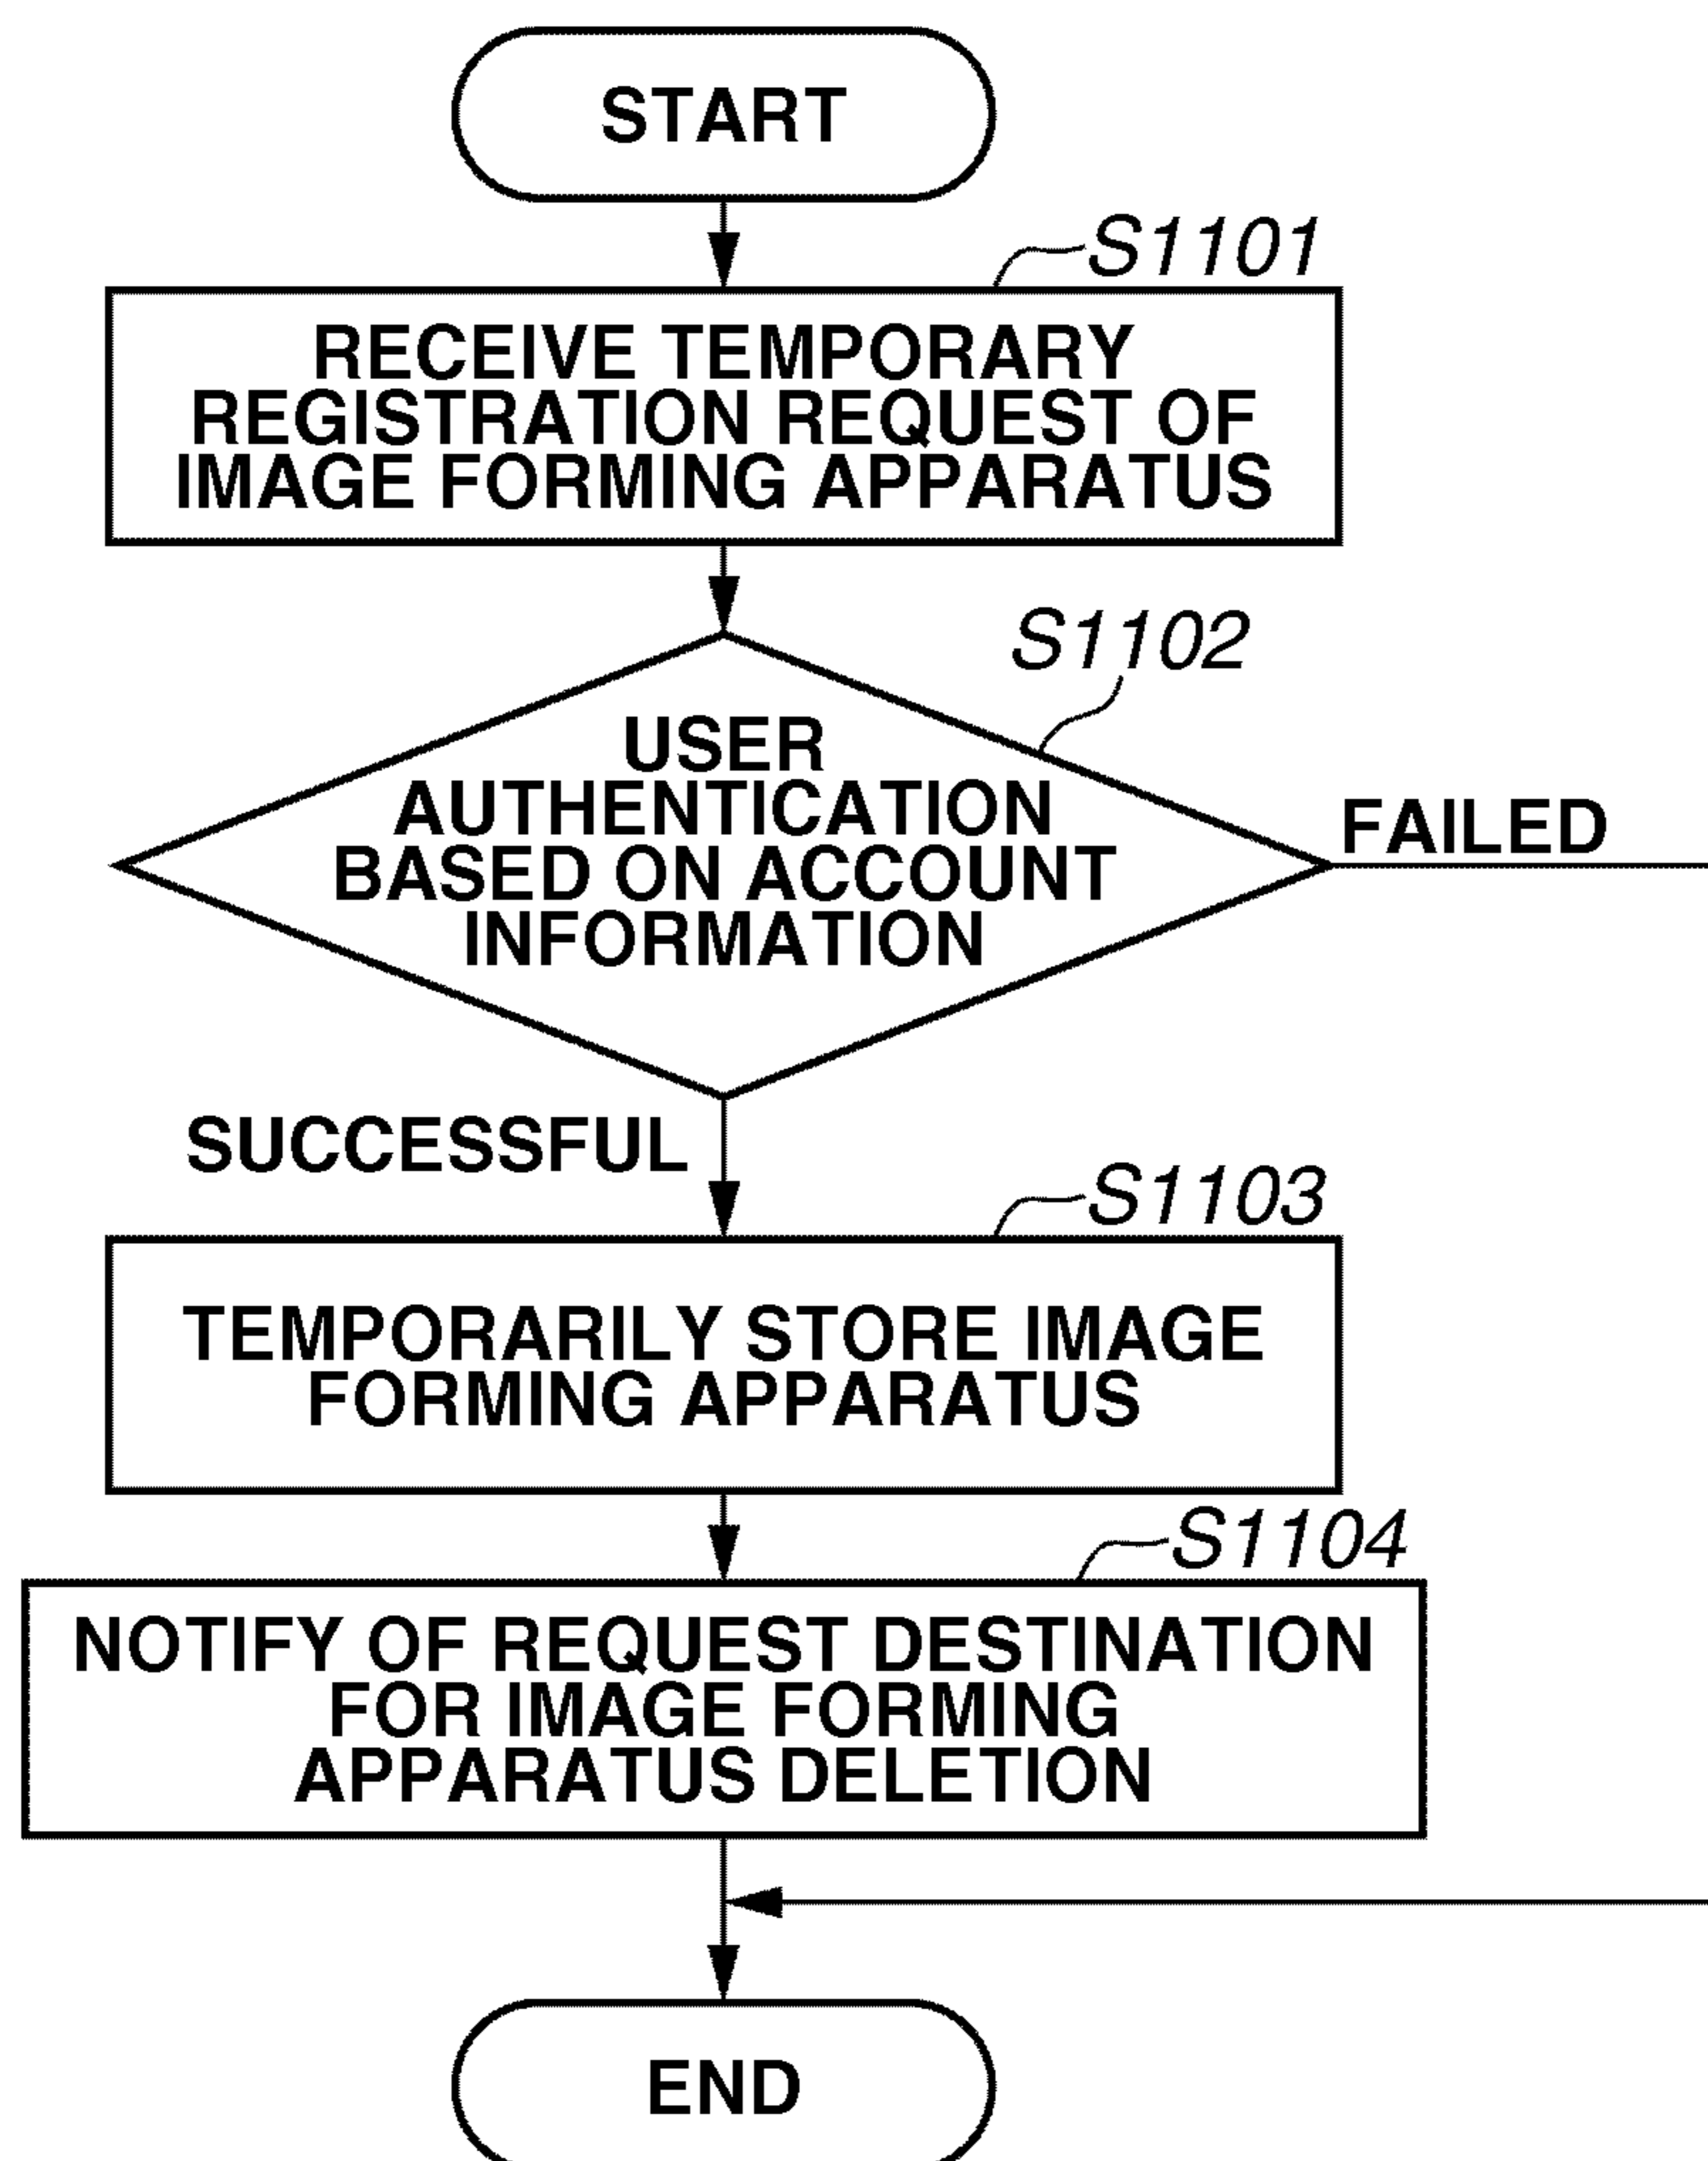 START
S1101
RECEIVE TEMPORARY
REGISTRATION REQUEST OF
IMAGE FORMING APPARATUS
S1102
USER
AUTHENTICATION
BASED ON ACCOUNT
INFORMATION
FAILED
SUCCESSFUL
S1103
TEMPORARILY STORE IMAGE
FORMING APPARATUS
S1104
NOTIFY OF REQUEST DESTINATION
FOR IMAGE FORMING
APPARATUS DELETION
END